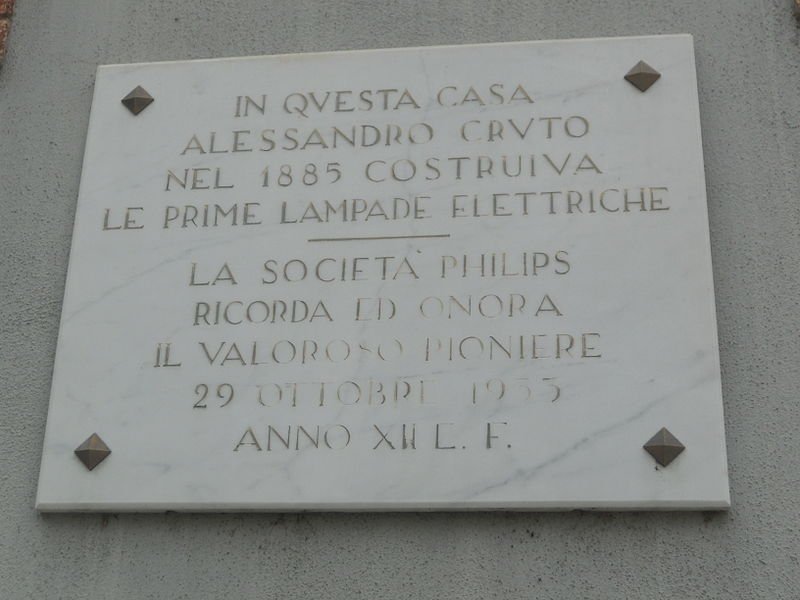 IN QVESTA CASA
ALESSANDRO CRVTO
NEL 1885 COSTRUIVA
LE PRIME LAMPADE ELETTRICHE
LA SOCIETÀ PHILIPS
RICORDA ED ONORA
IL VALOROSO PIONIERE
29 OTTOBRE 1933
ANNO XII E. F.